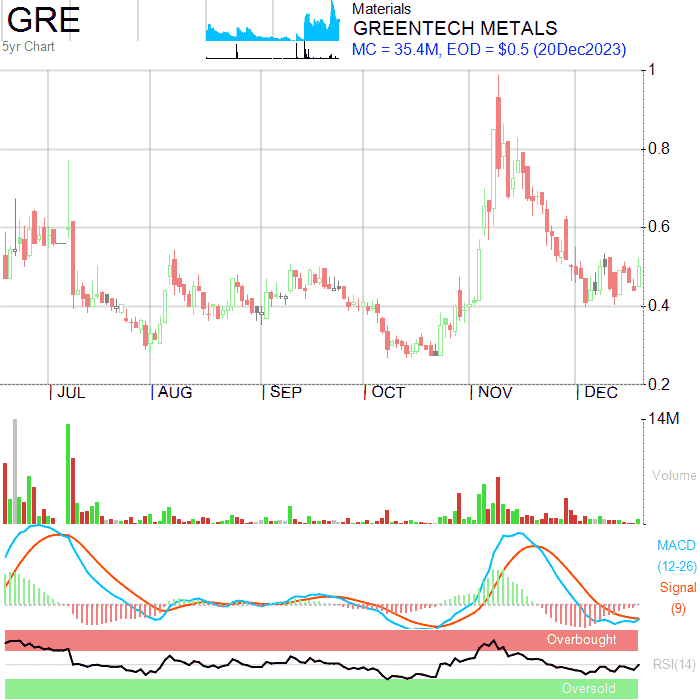 GRE
5yr Chart
Materials
GREENTECH METALS
MC = 35.4M, EOD = $0.5 (20Dec2023)
1
0.8
0.6
0.4
0.2
JUL AUG SEP OCT NOV DEC
14M
Volume
MACD
(12-26)
Signal
(9)
Overbought
RSI(14)
Oversold